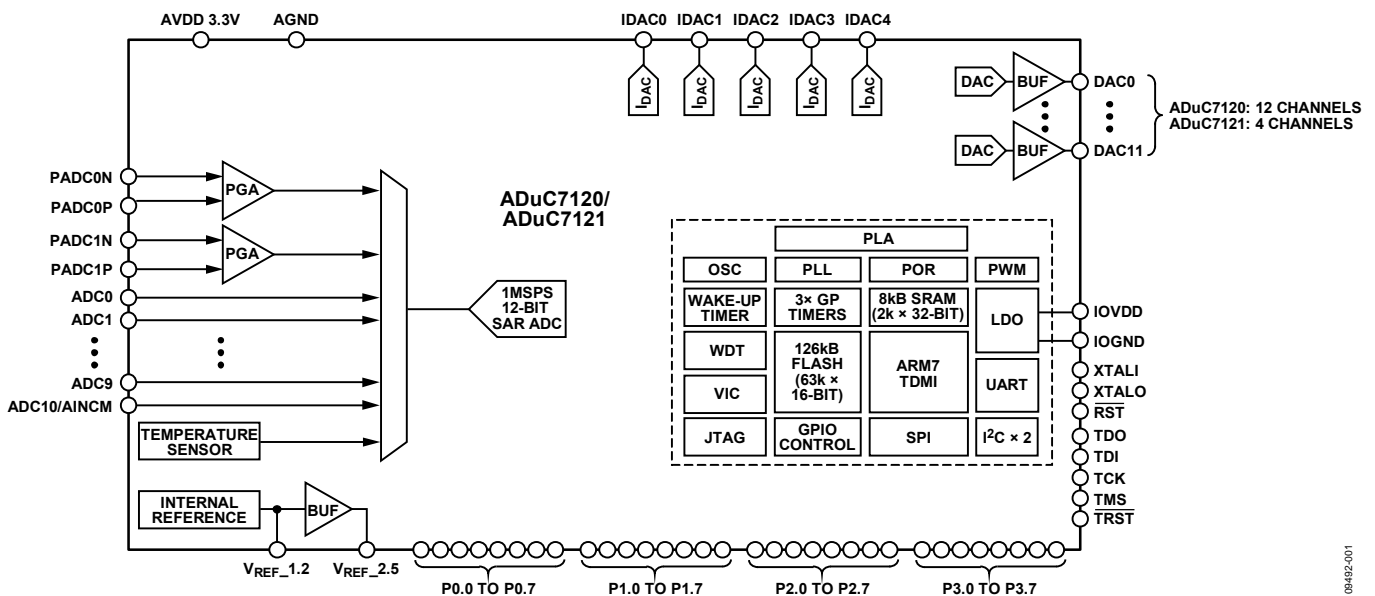 AVDD 3.3V
AGND
IDAC0
IDAC1
IDAC2
IDAC3
IDAC4
IDAC
IDAC
IDAC
IDAC
IDAC
DAC
BUF
DAC0
DAC
BUF
DAC11
ADuC7120: 12 CHANNELS
ADuC7121: 4 CHANNELS
PADC0N
PADC0P
PGA
PADC1N
PADC1P
PGA
ADC0
ADC1
ADC9
ADC10/AINCM
TEMPERATURE
SENSOR
INTERNAL
REFERENCE
BUF
VREF_1.2
VREF_2.5
1MSPS
12-BIT
SAR ADC
ADuC7120/
ADuC7121
PLA
OSC
PLL
POR
PWM
WAKE-UP
TIMER
3× GP
TIMERS
8kB SRAM
(2k × 32-BIT)
LDO
WDT
126kB
FLASH
(63k ×
16-BIT)
ARM7
TDMI
VIC
UART
JTAG
GPIO
CONTROL
SPI
I2C × 2
IOVDD
IOGND
XTALI
XTALO
RST
TDO
TDI
TCK
TMS
TRST
P0.0 TO P0.7
P1.0 TO P1.7
P2.0 TO P2.7
P3.0 TO P3.7
09492-001